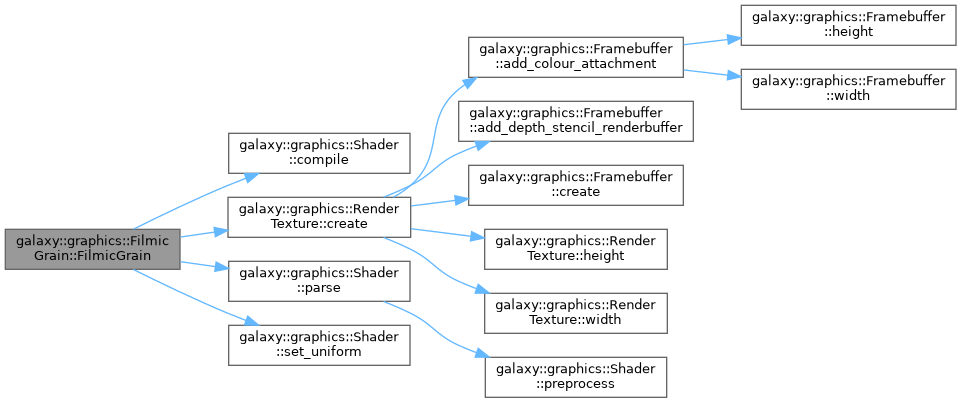 galaxy::graphics::Filmic
Grain::FilmicGrain
galaxy::graphics::Shader
::compile
galaxy::graphics::Render
Texture::create
galaxy::graphics::Shader
::parse
galaxy::graphics::Shader
::set_uniform
galaxy::graphics::Framebuffer
::add_colour_attachment
galaxy::graphics::Framebuffer
::add_depth_stencil_renderbuffer
galaxy::graphics::Framebuffer
::create
galaxy::graphics::Render
Texture::height
galaxy::graphics::Render
Texture::width
galaxy::graphics::Shader
::preprocess
galaxy::graphics::Framebuffer
::height
galaxy::graphics::Framebuffer
::width